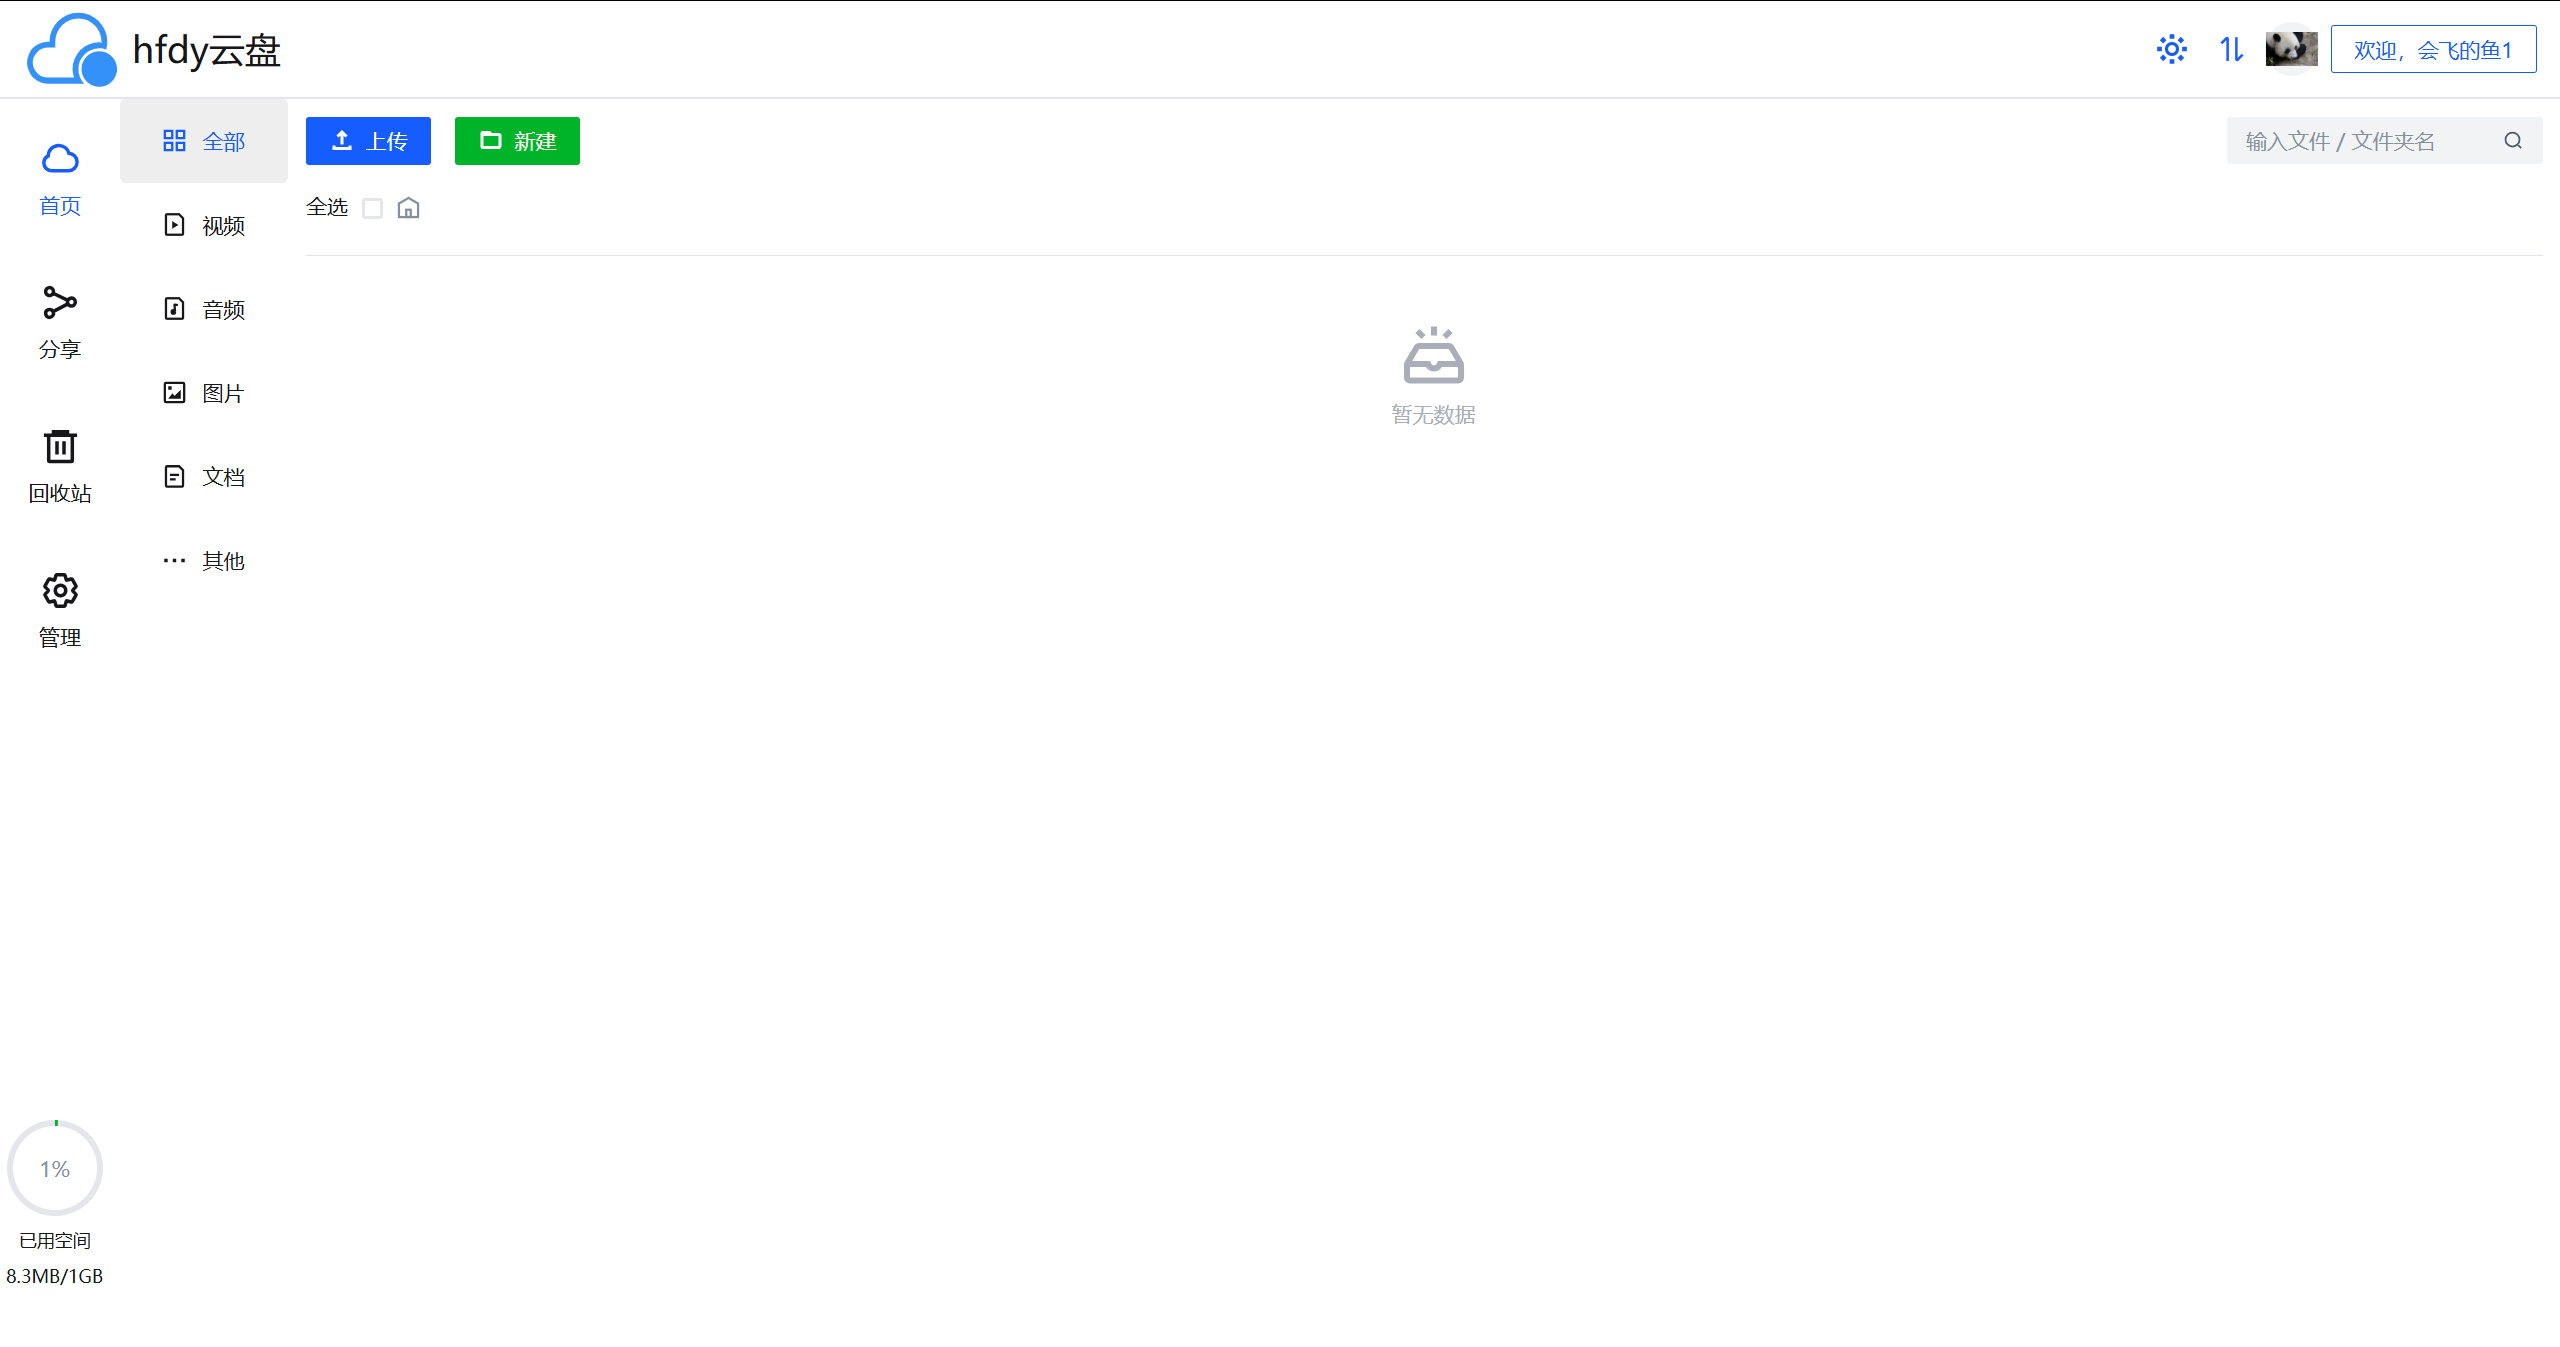 hfdy云盘
欢迎，会飞的鱼1
首页
分享
回收站
管理
全部
视频
音频
图片
文档
其他
上传
新建
输入文件 / 文件夹名
全选
暂无数据
1%
已用空间
8.3MB/1GB